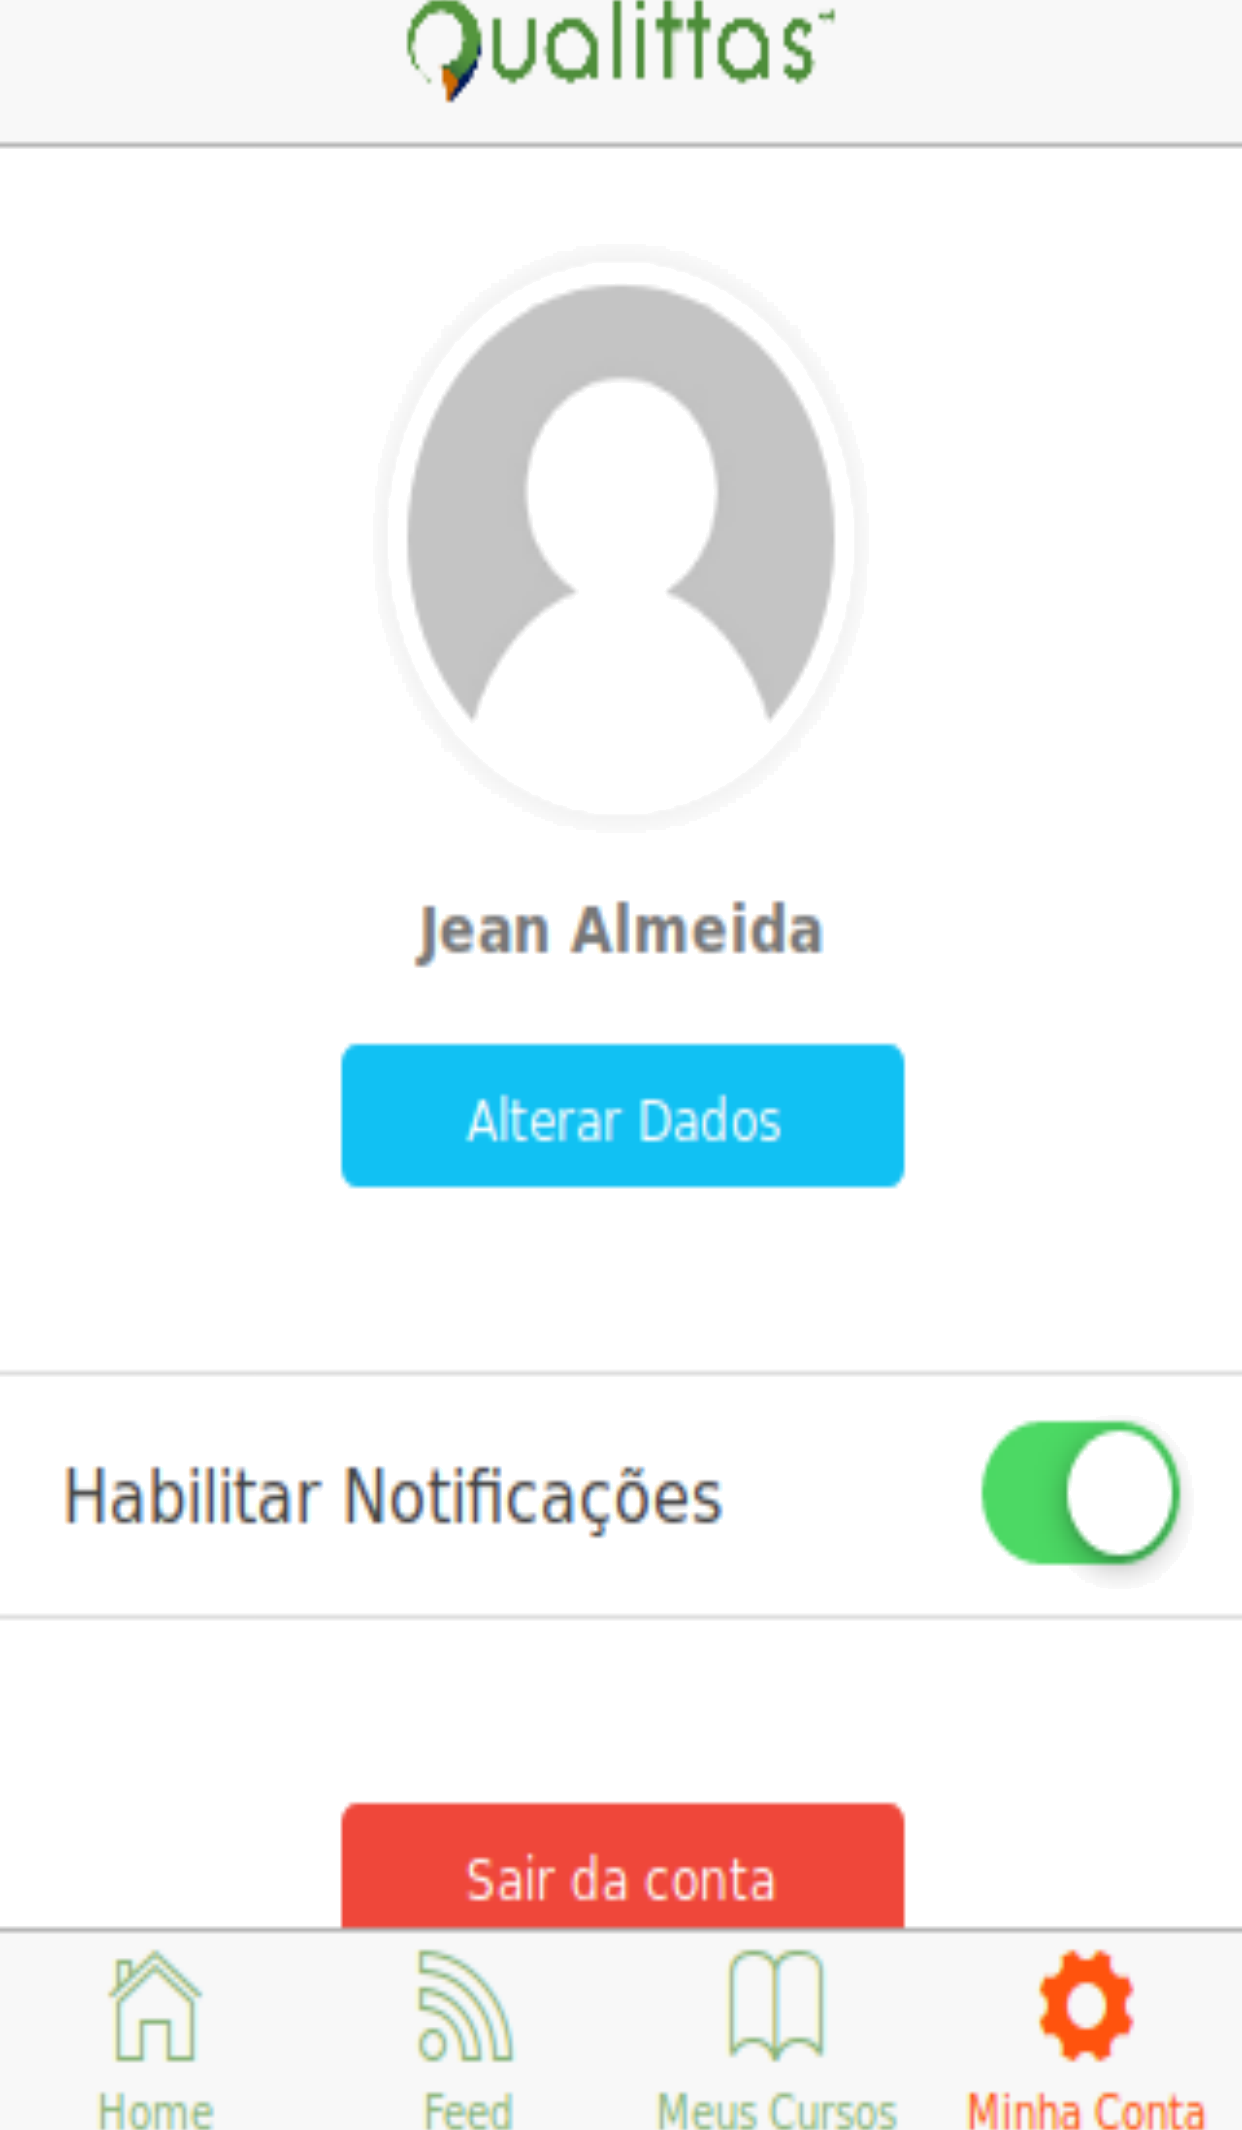 Qualittas
Jean Almeida
Alterar Dados
Habilitar Notificações
Sair da conta
Home
Feed
Meus Cursos
Minha Conta